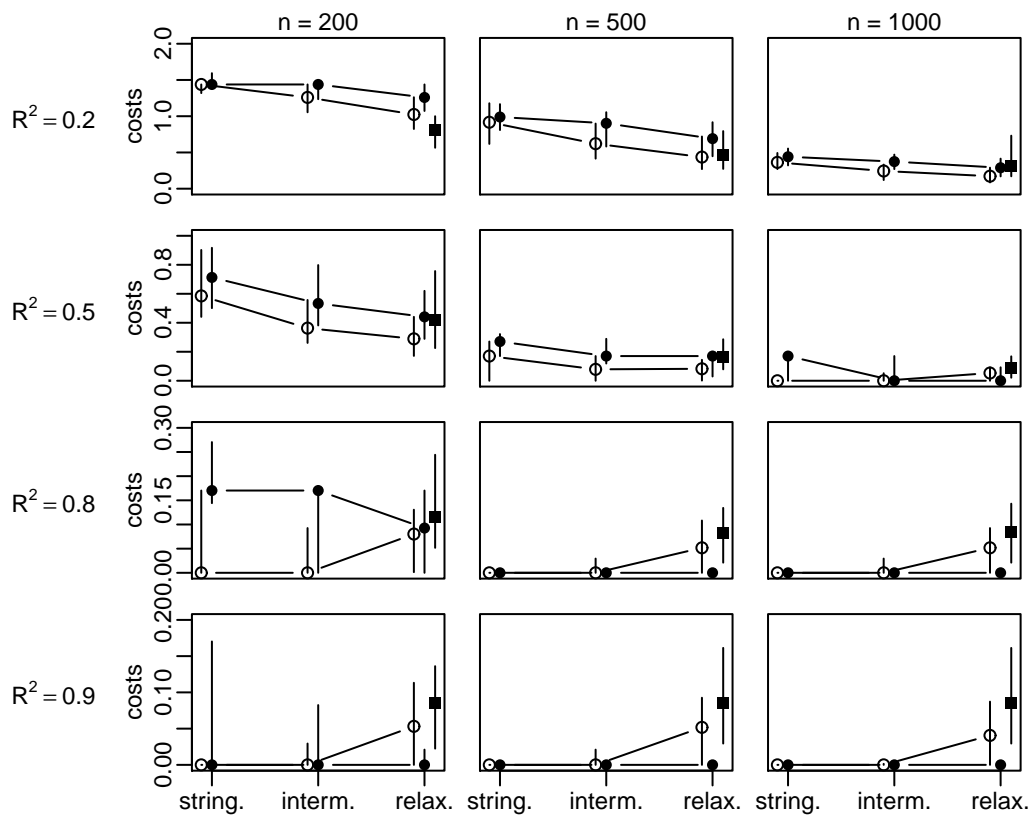 n = 200 n = 500 n = 1000
R² = 0.2
costs
0.0 1.0 2.0
R² = 0.5
costs
0.0 0.4 0.8
R² = 0.8
costs
0.00 0.15 0.30
R² = 0.9
costs
0.00 0.10 0.20
string. interm. relax. string. interm. relax. string. interm. relax.